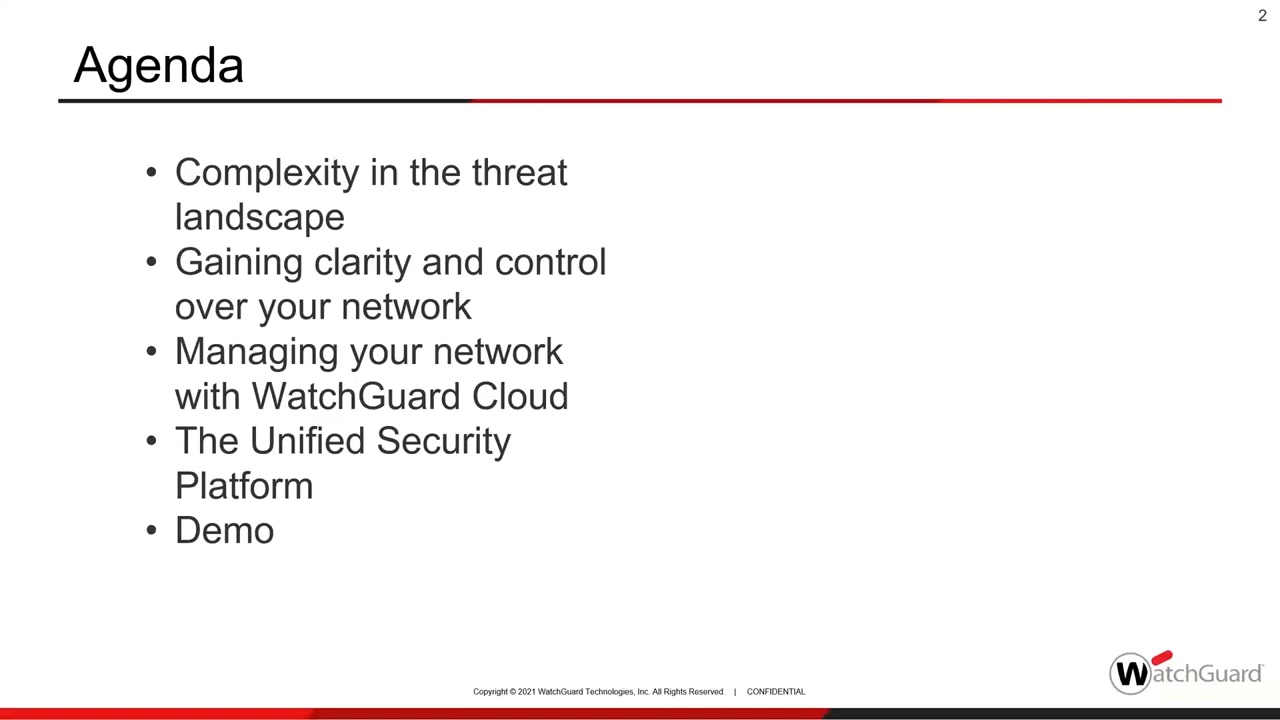 2
Agenda
• Complexity in the threat
landscape
• Gaining clarity and control
over your network
• Managing your network
with WatchGuard Cloud
• The Unified Security
Platform
• Demo
WatchGuard
Copyright © 2021 WatchGuard Technologies, Inc. All Rights Reserved. | CONFIDENTIAL